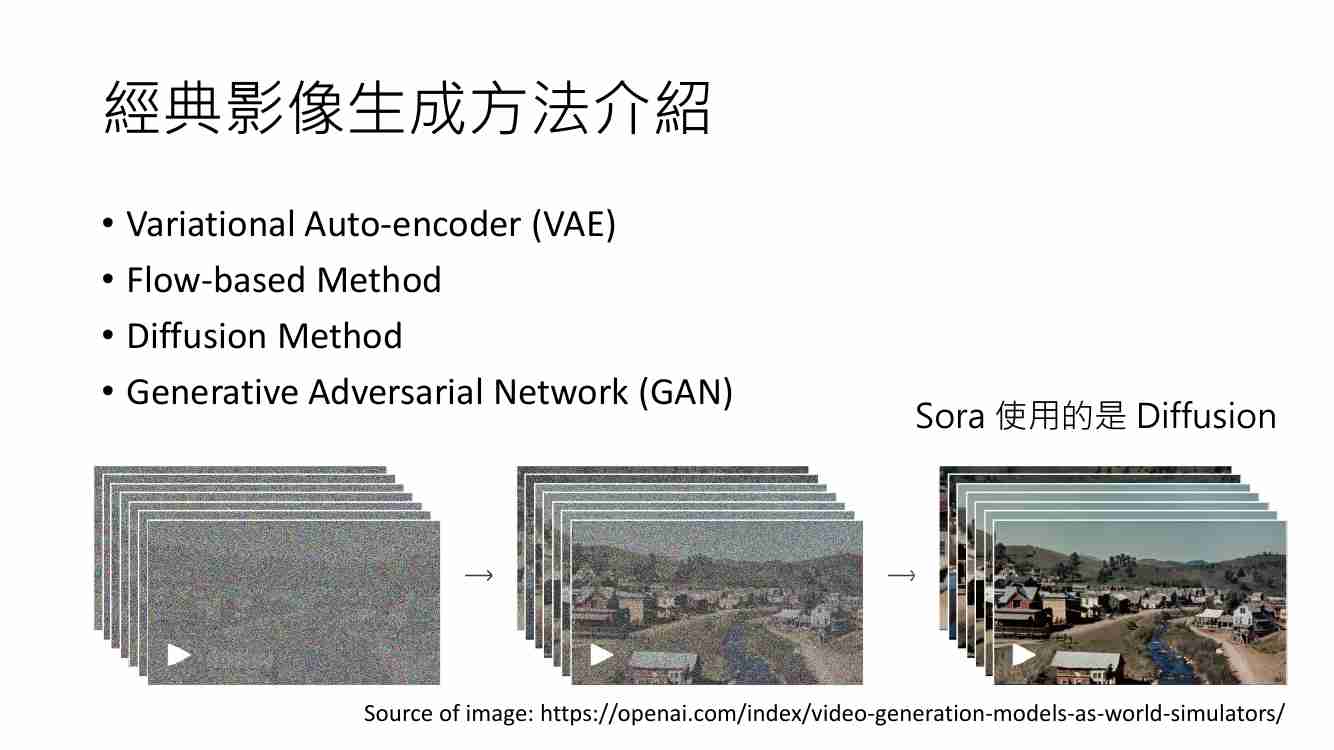 經典影像生成方法介紹
• Variational Auto-encoder (VAE)
• Flow-based Method
• Diffusion Method
• Generative Adversarial Network (GAN)
Sora 使用的是 Diffusion
Source of image: https://openai.com/index/video-generation-models-as-world-simulators/